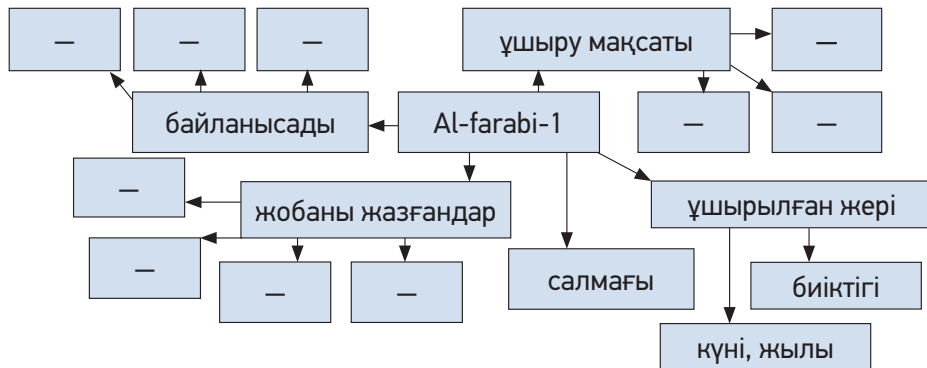 —
—
—
ұшыру мақсаты
—
байланысады
Al-farabi-1
—
—
—
жобаны жазғандар
ұшырылған жері
—
—
—
салмағы
биіктігі
күні, жылы